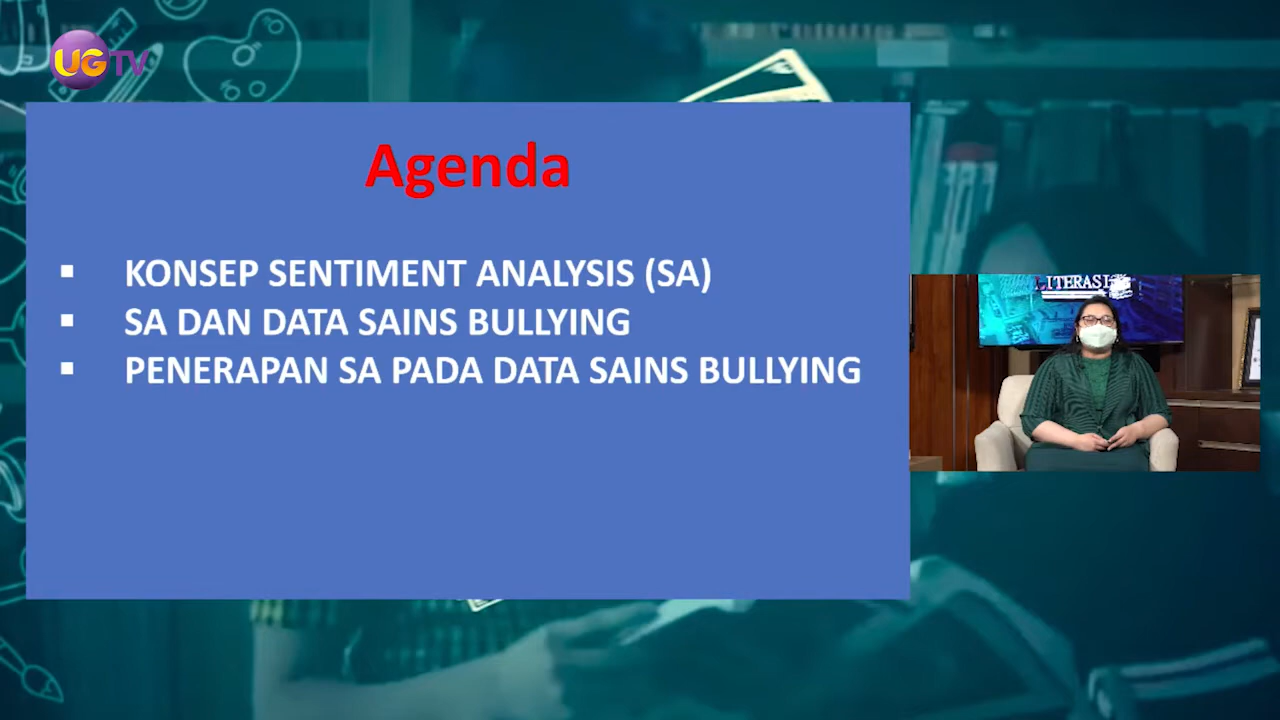 UGTV
Agenda
▪ KONSEP SENTIMENT ANALYSIS (SA)
▪ SA DAN DATA SAINS BULLYING
▪ PENERAPAN SA PADA DATA SAINS BULLYING
LITERASI